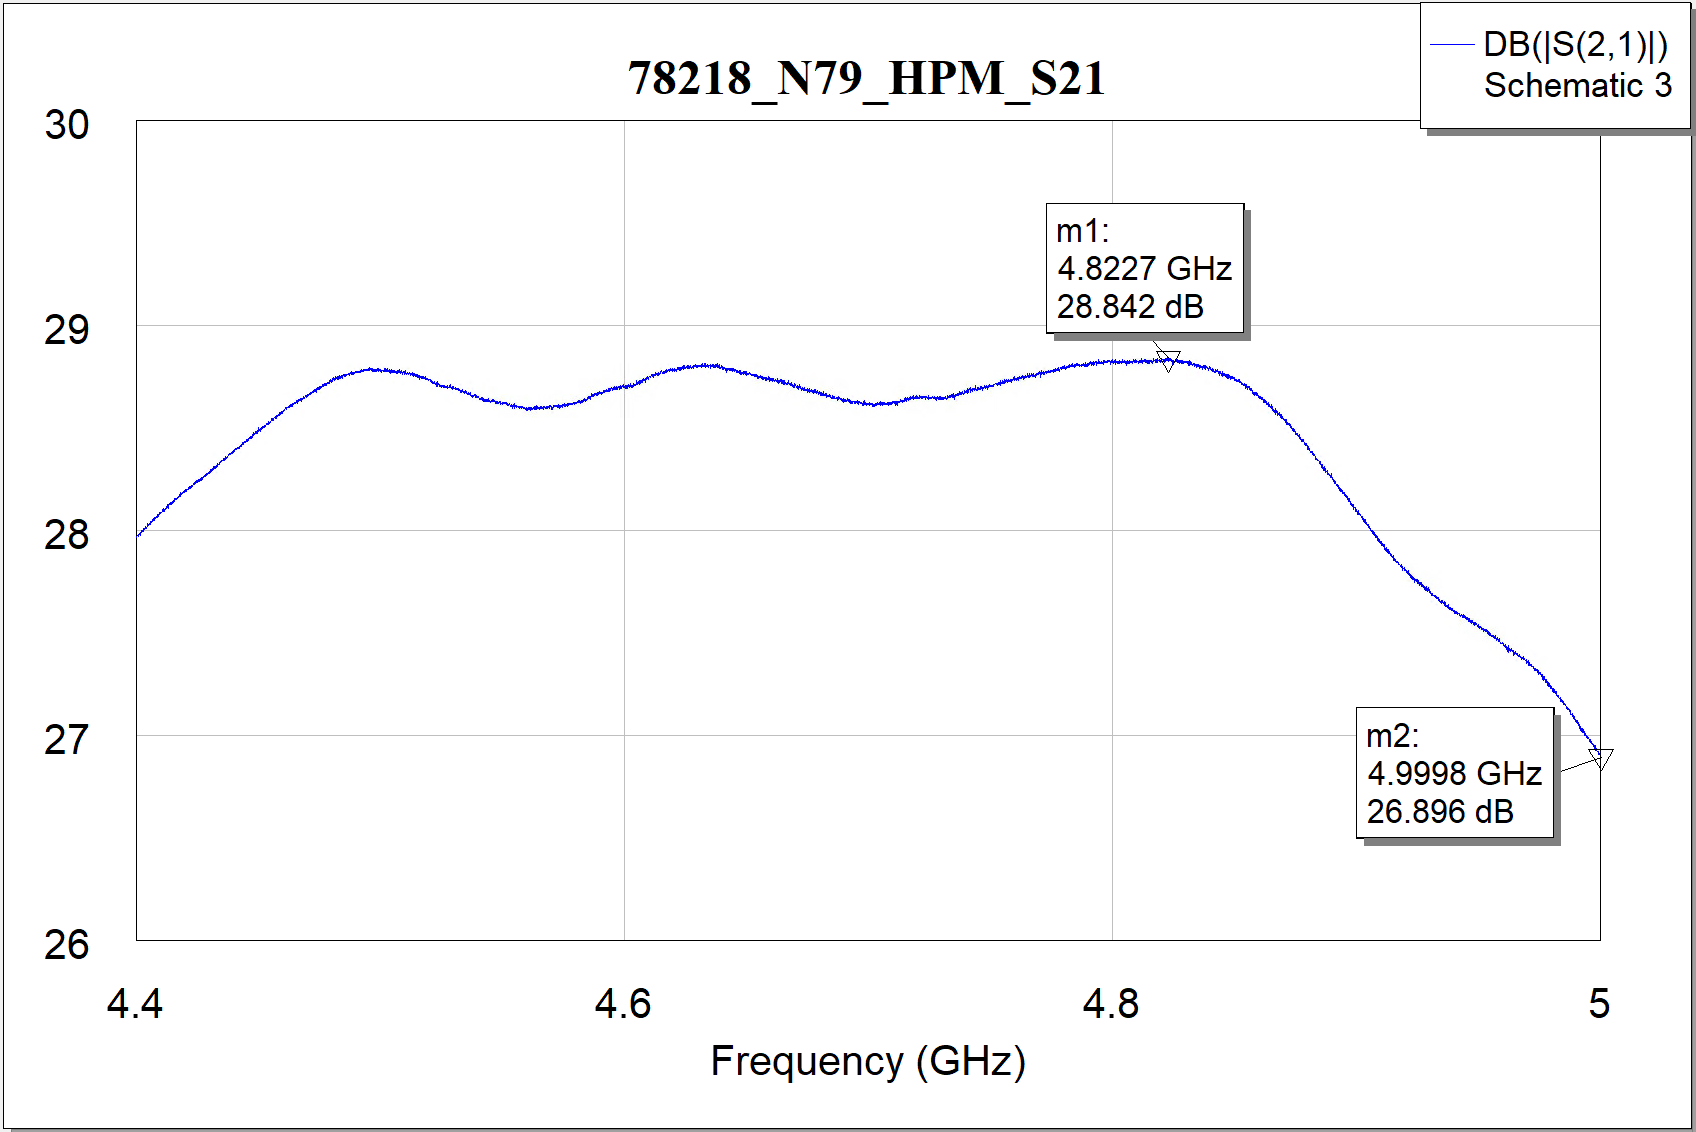 78218_N79_HPM_S21
DB(|S(2,1)|)
Schematic 3
30
29
28
27
26
m1:
4.8227 GHz
28.842 dB
m2:
4.9998 GHz
26.896 dB
4.4
4.6
4.8
5
Frequency (GHz)